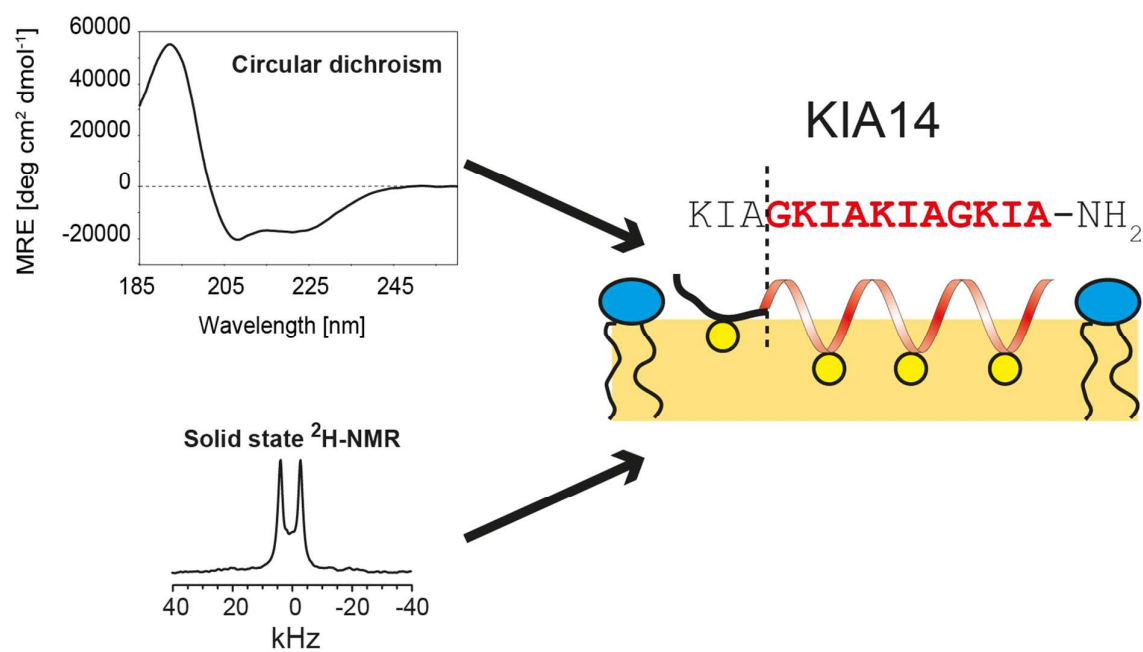 60000
40000
20000
0
-20000
MRE [deg cm² dmol⁻¹]
Circular dichroism
185 205 225 245
Wavelength [nm]
Solid state ²H-NMR
40 20 0 -20 -40
kHz
KIA14
KIAGKIAKIAGKIA-NH₂